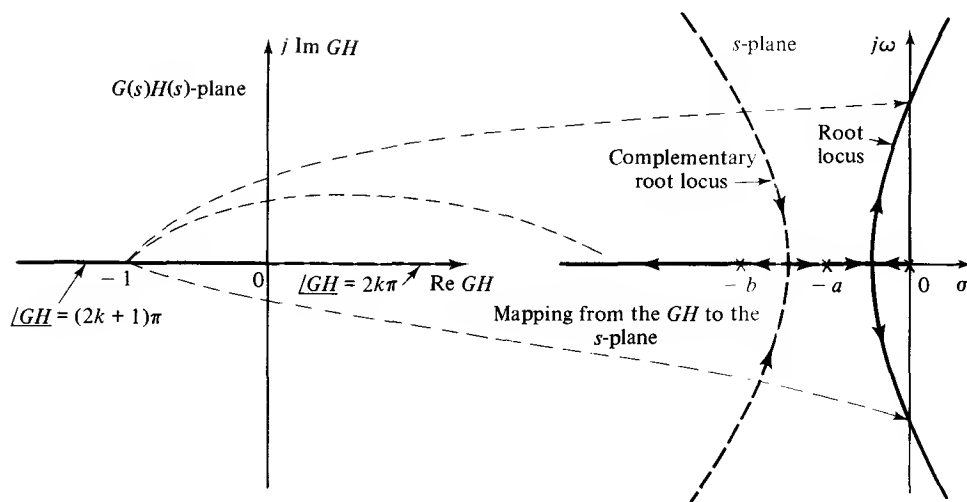 j Im GH
G(s)H(s)-plane
s-plane
jω
Complementary
root locus
Root
locus
−1
0
/GH = 2kπ
Re GH
/GH = (2k + 1)π
−b
−a
0
σ
Mapping from the GH to the
s-plane